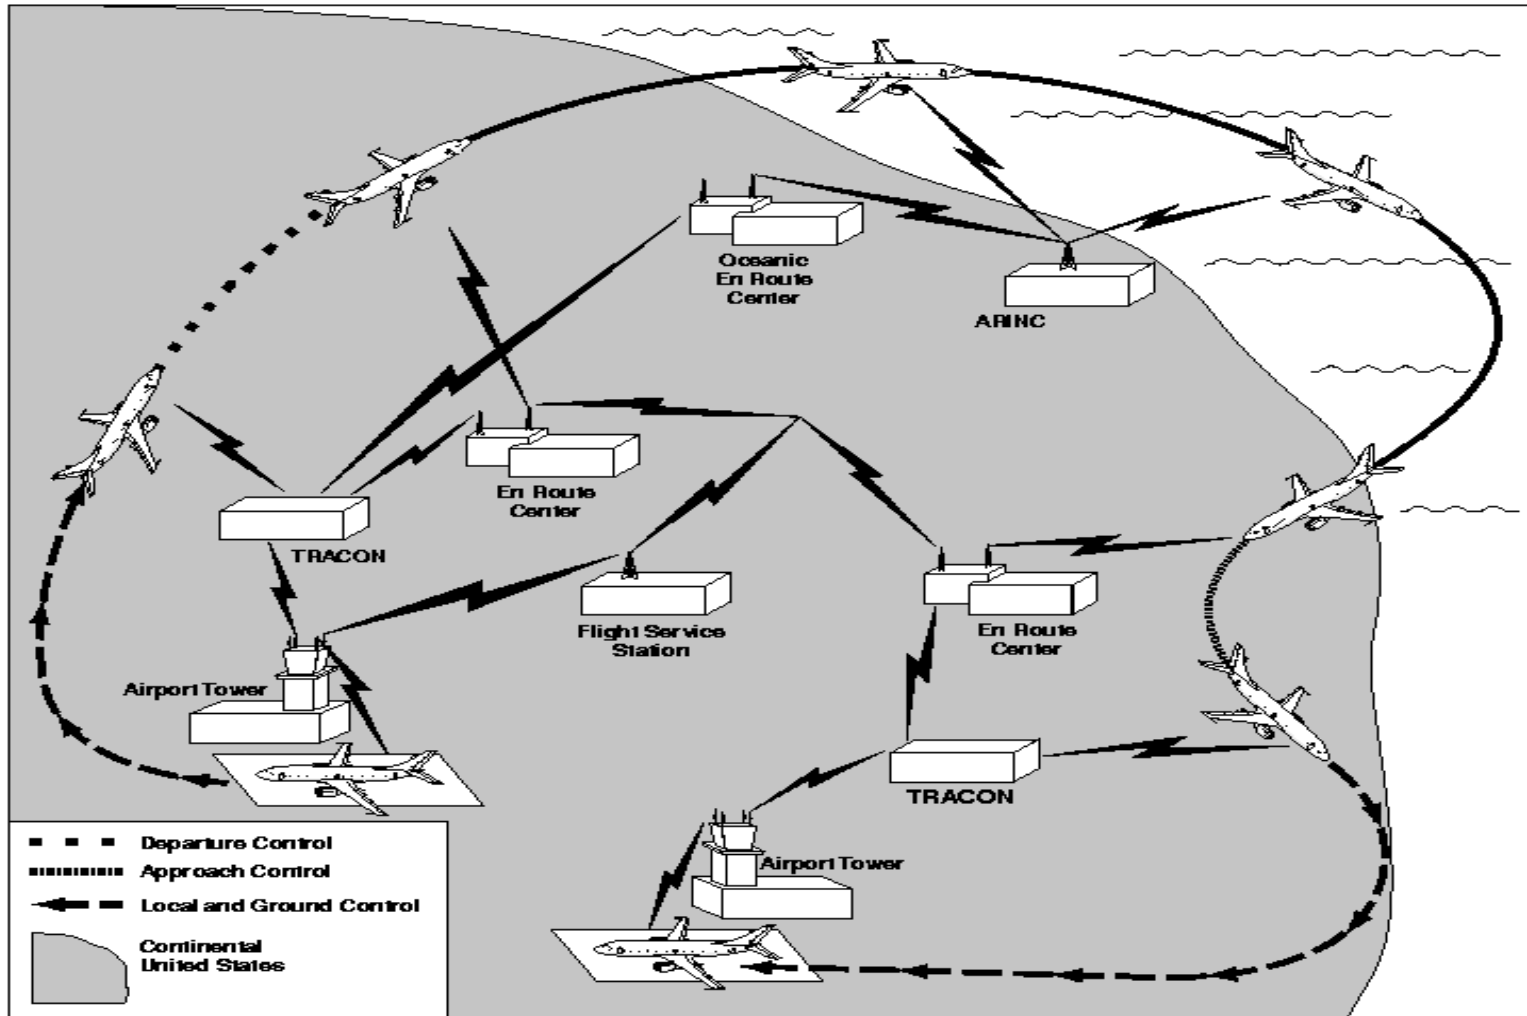 Oceanic
En Route
Center
ARINC
En Route
Center
TRACON
Flight Service
Station
En Route
Center
Airport Tower
TRACON
Airport Tower
Departure Control
Approach Control
Local and Ground Control
Continental
United States